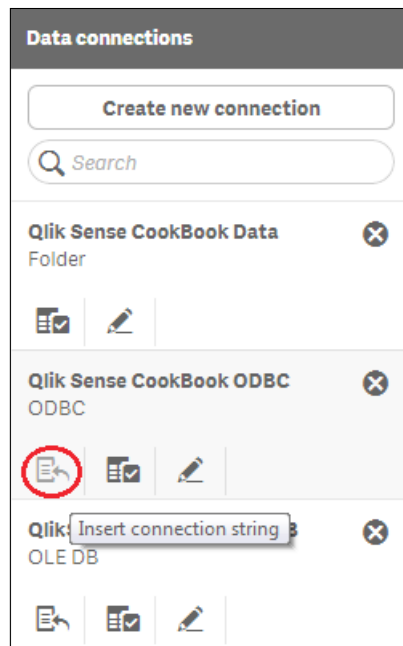 Data connections
Create new connection
Search
Qlik Sense CookBook Data
Folder
Qlik Sense CookBook ODBC
ODBC
Insert connection string
OLE DB